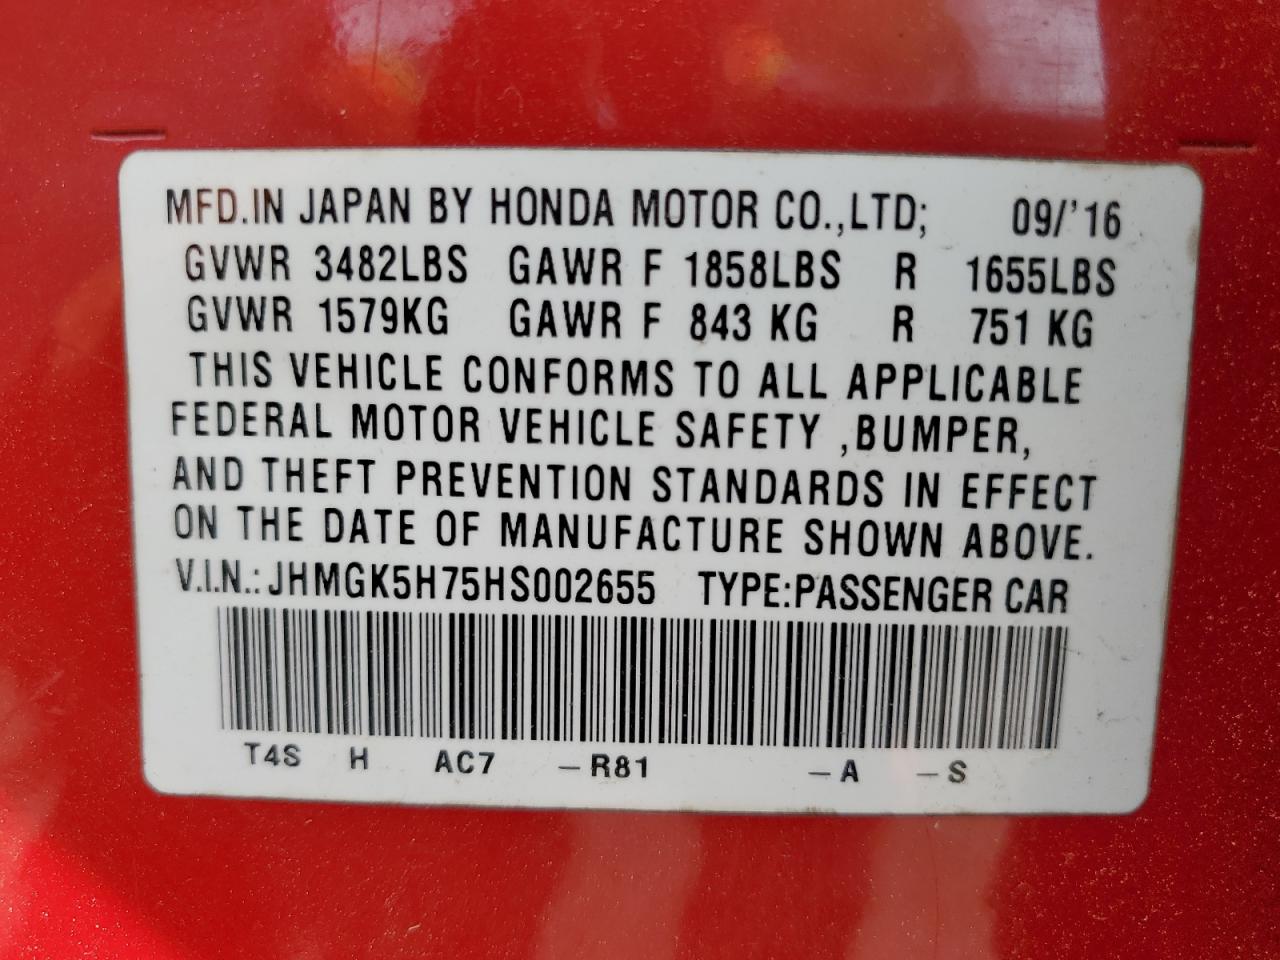 MFD.IN JAPAN BY HONDA MOTOR CO.,LTD; 09/'16
GVWR 3482LBS GAWR F 1858LBS R 1655LBS
GVWR 1579KG GAWR F 843 KG R 751 KG
THIS VEHICLE CONFORMS TO ALL APPLICABLE
FEDERAL MOTOR VEHICLE SAFETY ,BUMPER,
AND THEFT PREVENTION STANDARDS IN EFFECT
ON THE DATE OF MANUFACTURE SHOWN ABOVE.
V.I.N.: JHMGK5H75HS002655 TYPE:PASSENGER CAR
T4S H AC7 –R81 –A –S